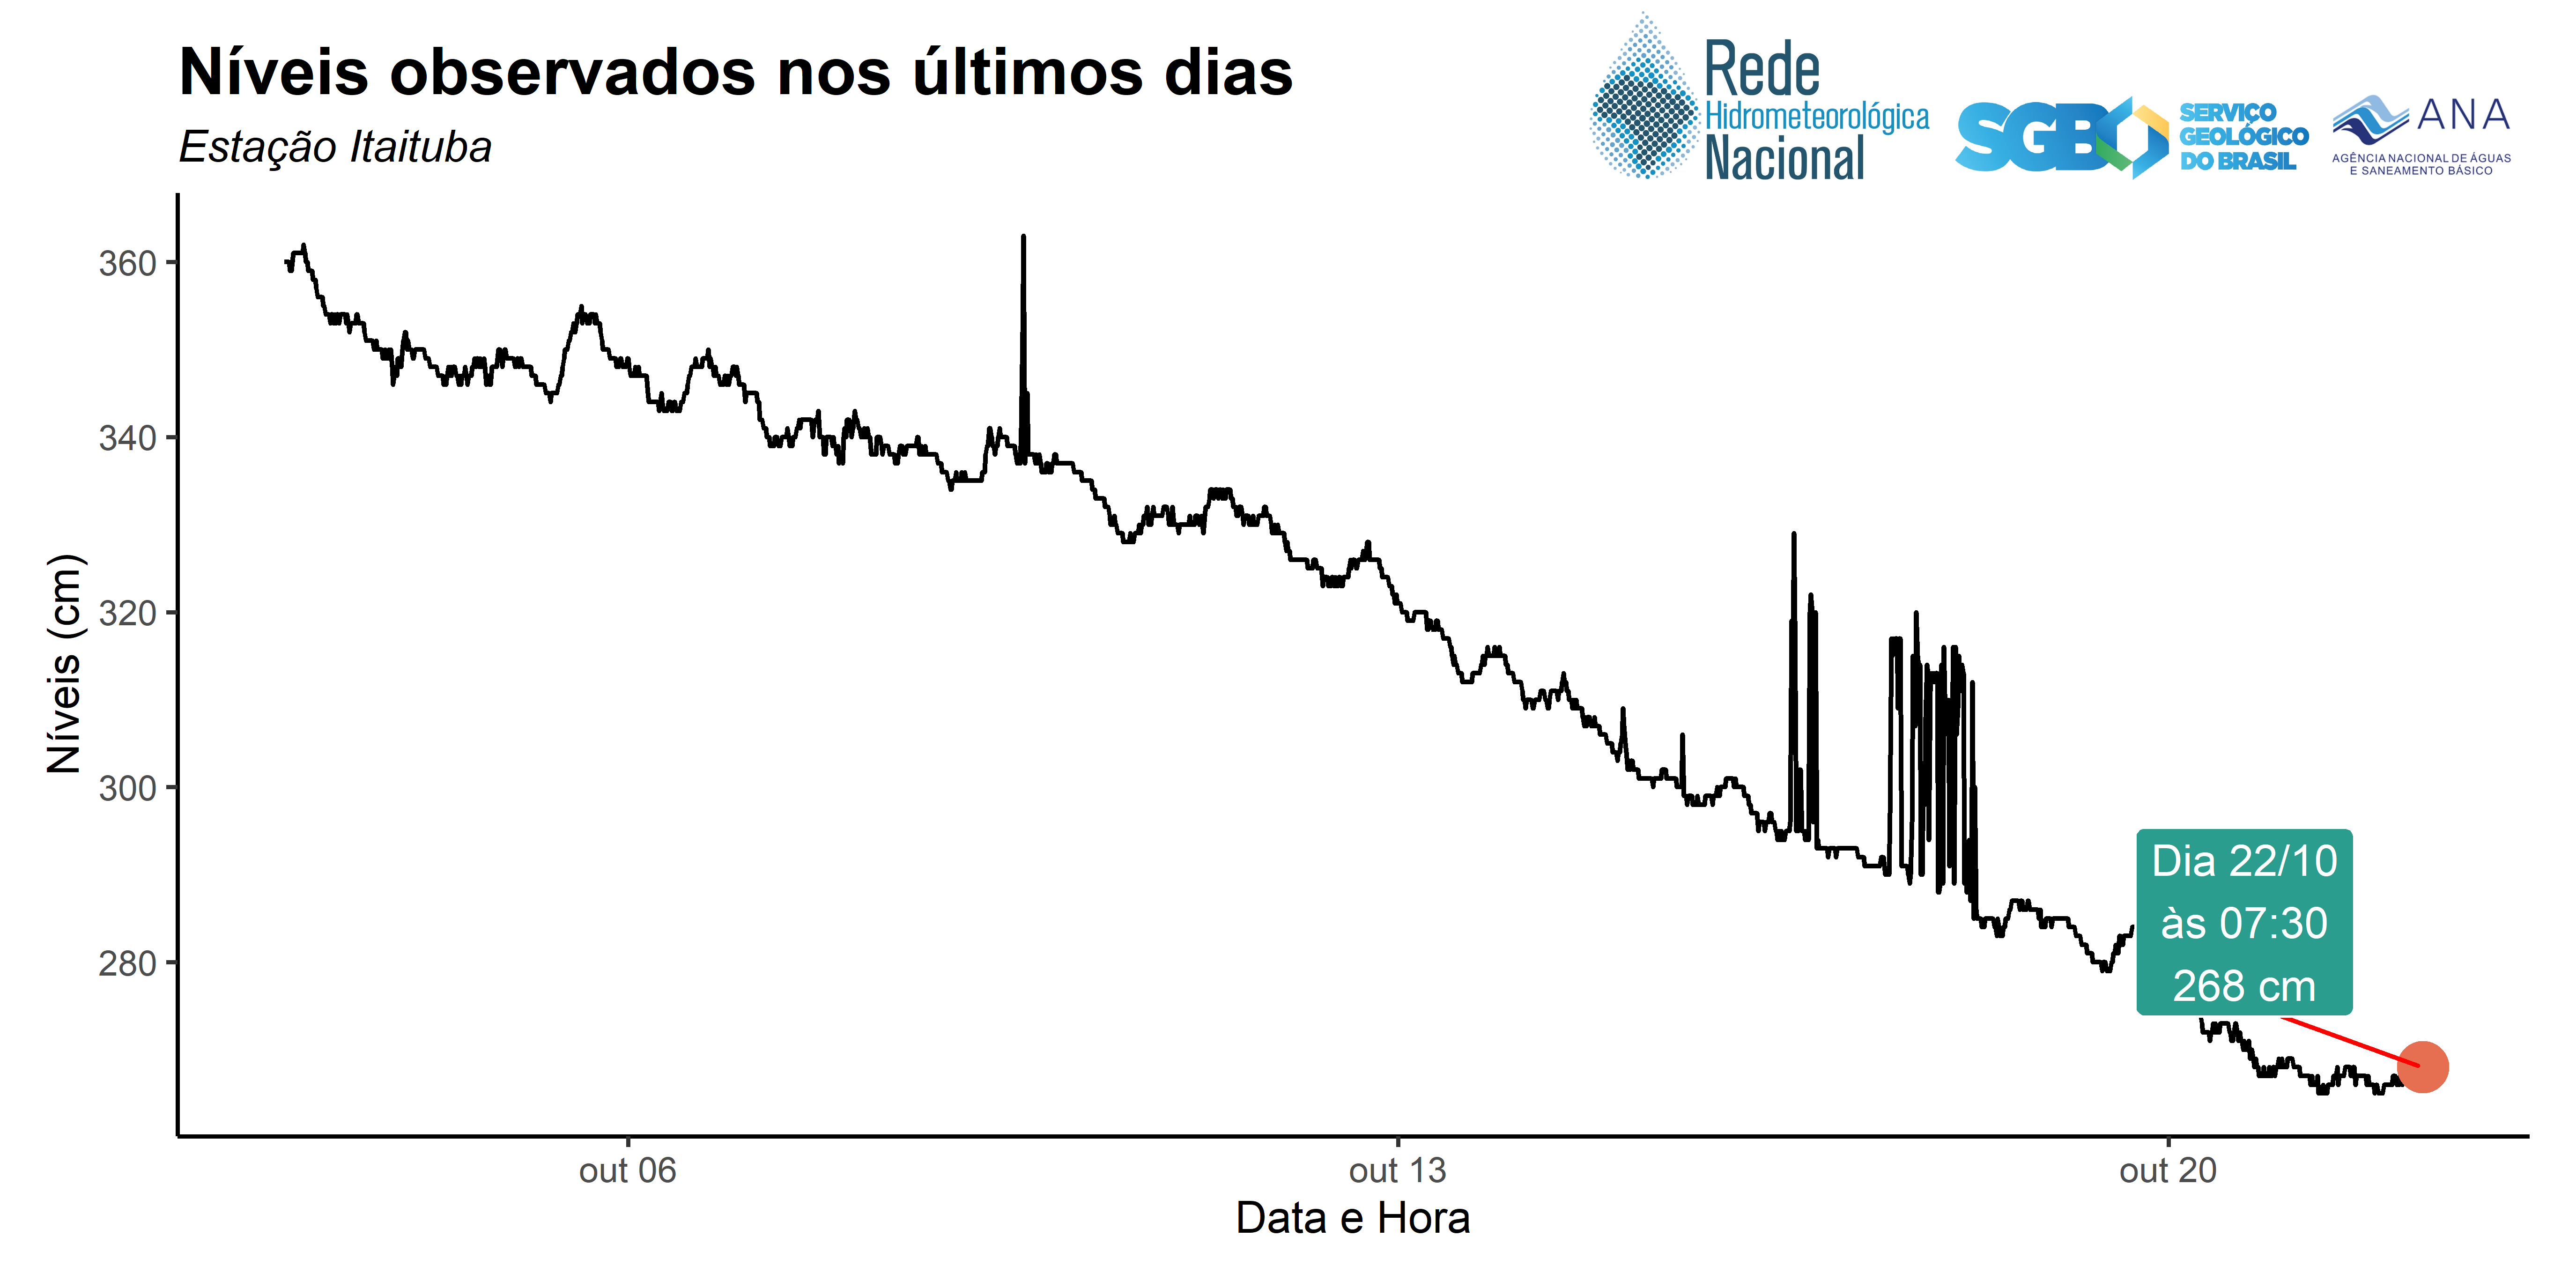 Níveis observados nos últimos dias
Estação Itaituba
Rede
Hidrometeorológica
Nacional
SGB
SERVIÇO
GEOLÓGICO
DO BRASIL
ANA
AGÊNCIA NACIONAL DE ÁGUAS
E SANEAMENTO BÁSICO
Níveis (cm)
360
340
320
300
280
Dia 22/10
às 07:30
268 cm
out 06
out 13
out 20
Data e Hora